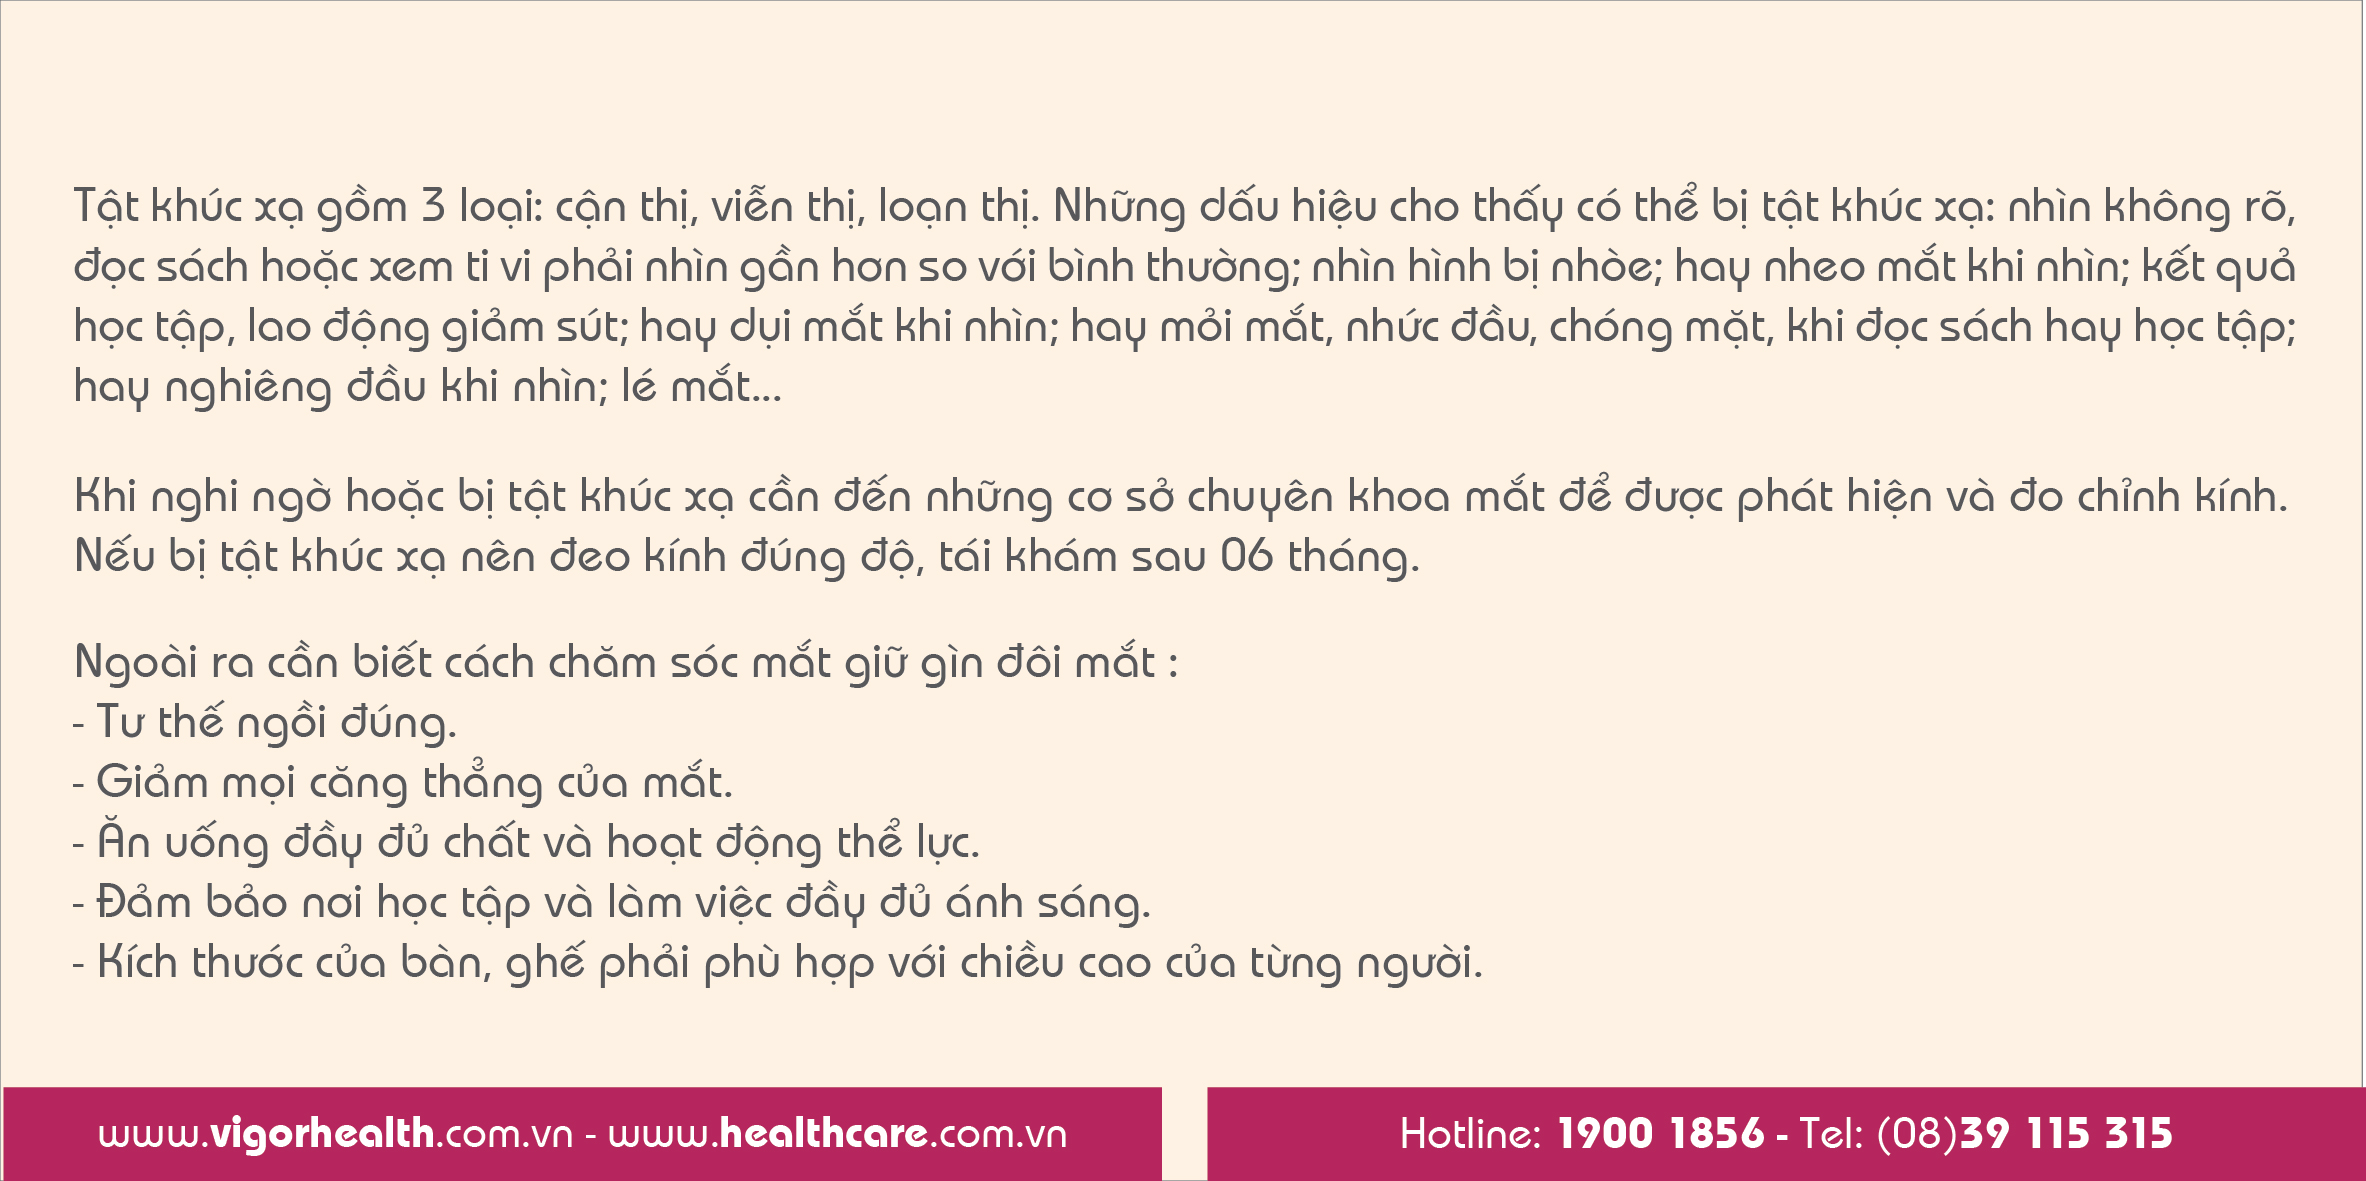 Tật khúc xạ gồm 3 loại: cận thị, viễn thị, loạn thị. Những dấu hiệu cho thấy có thể bị tật khúc xạ: nhìn không rõ,
đọc sách hoặc xem ti vi phải nhìn gần hơn so với bình thường; nhìn hình bị nhòe; hay nheo mắt khi nhìn; kết quả
học tập, lao động giảm sút; hay dụi mắt khi nhìn; hay mỏi mắt, nhức đầu, chóng mặt, khi đọc sách hay học tập;
hay nghiêng đầu khi nhìn; lé mắt...
Khi nghi ngờ hoặc bị tật khúc xạ cần đến những cơ sở chuyên khoa mắt để được phát hiện và đo chỉnh kính.
Nếu bị tật khúc xạ nên đeo kính đúng độ, tái khám sau 06 tháng.
Ngoài ra cần biết cách chăm sóc mắt giữ gìn đôi mắt :
- Tư thế ngồi đúng.
- Giảm mọi căng thẳng của mắt.
- Ăn uống đầy đủ chất và hoạt động thể lực.
- Đảm bảo nơi học tập và làm việc đầy đủ ánh sáng.
- Kích thước của bàn, ghế phải phù hợp với chiều cao của từng người.
www.vigorhealth.com.vn - www.healthcare.com.vn
Hotline: 1900 1856 - Tel: (08)39 115 315